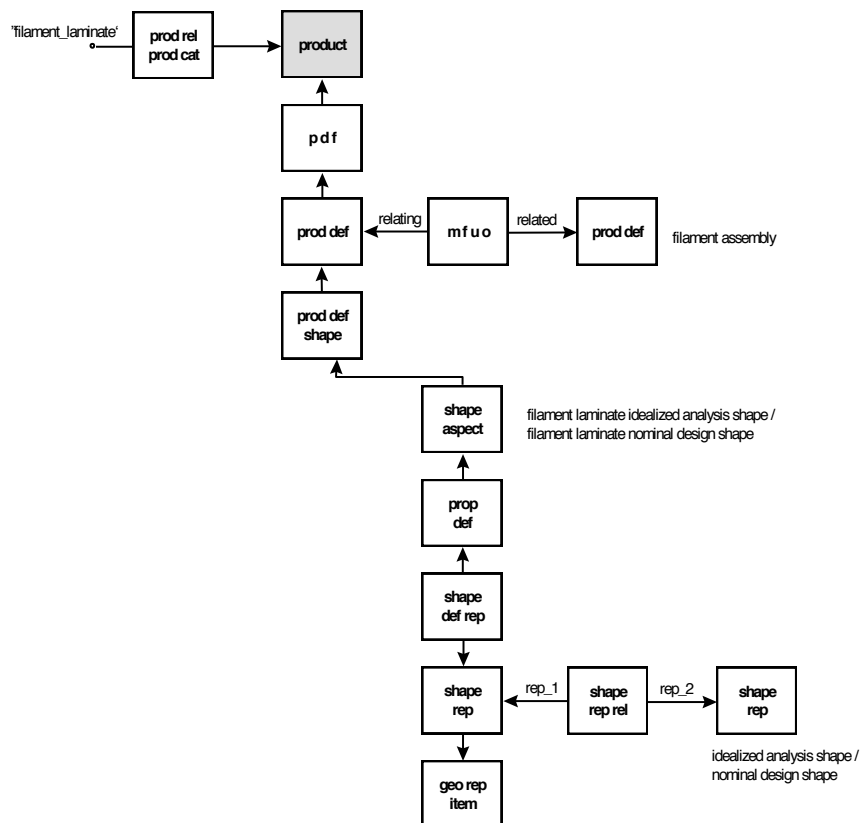 "filament_laminate‘
prod rel
prod cat
product
pdf
relating
related
prod def
mfuo
prod def
filament assembly
prod def
shape
shape
aspect
filament laminate idealized analysis shape /
filament laminate nominal design shape
prop
def
shape
def rep
rep_1
rep_2
shape
rep
shape
rep rel
shape
rep
idealized analysis shape /
nominal design shape
geo rep
item